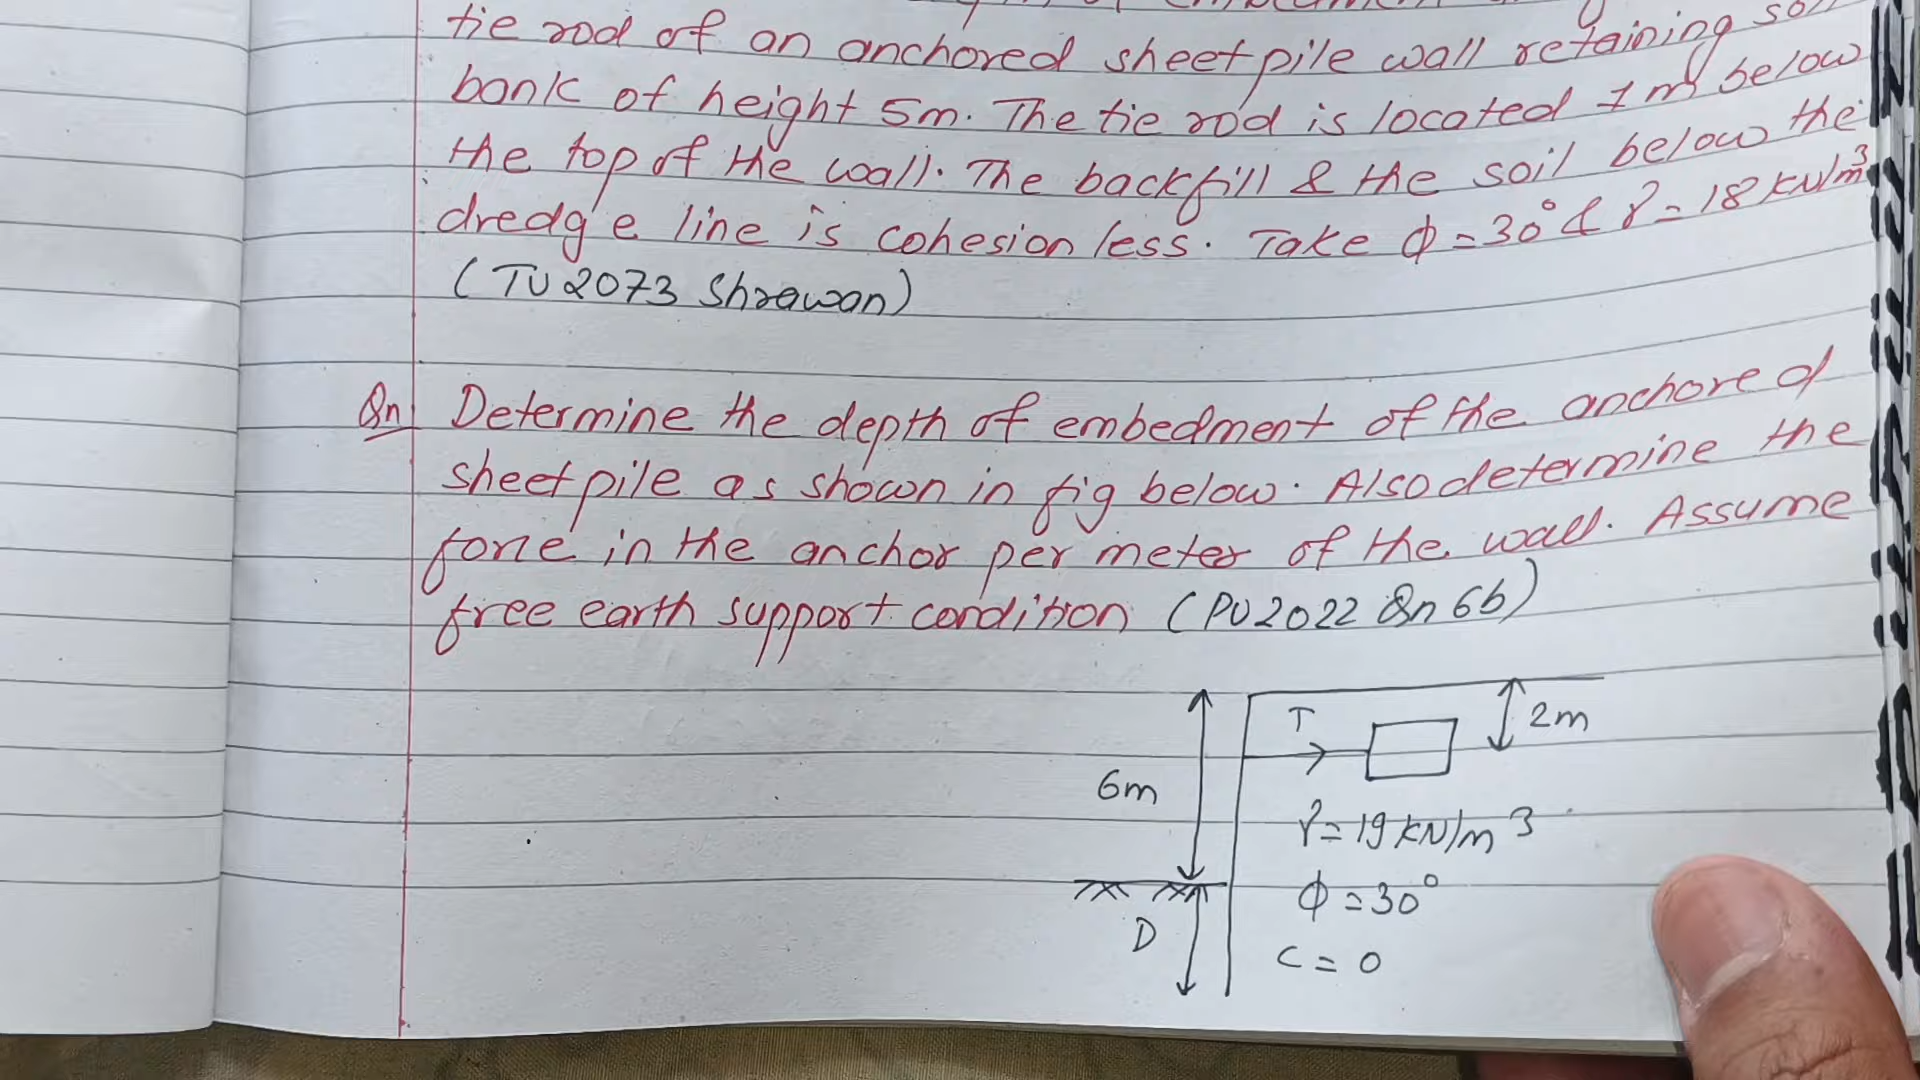 tie rod of an anchored sheet pile wall retaining soil
bank of height 5m. The tie rod is located 1m below
the top of the wall. The backfill & the soil below the
dredge line is cohesionless. Take φ=30° & γ=18 KN/m³
(TU 2073 Shrawan)
Qn Determine the depth of embedment of the anchored
sheet pile as shown in fig below. Also determine the
force in the anchor per meter of the wall. Assume
free earth support condition (PU 2022 Qn 6b)
T
2m
6m
γ=19 KN/m3
φ=30°
D
C=0